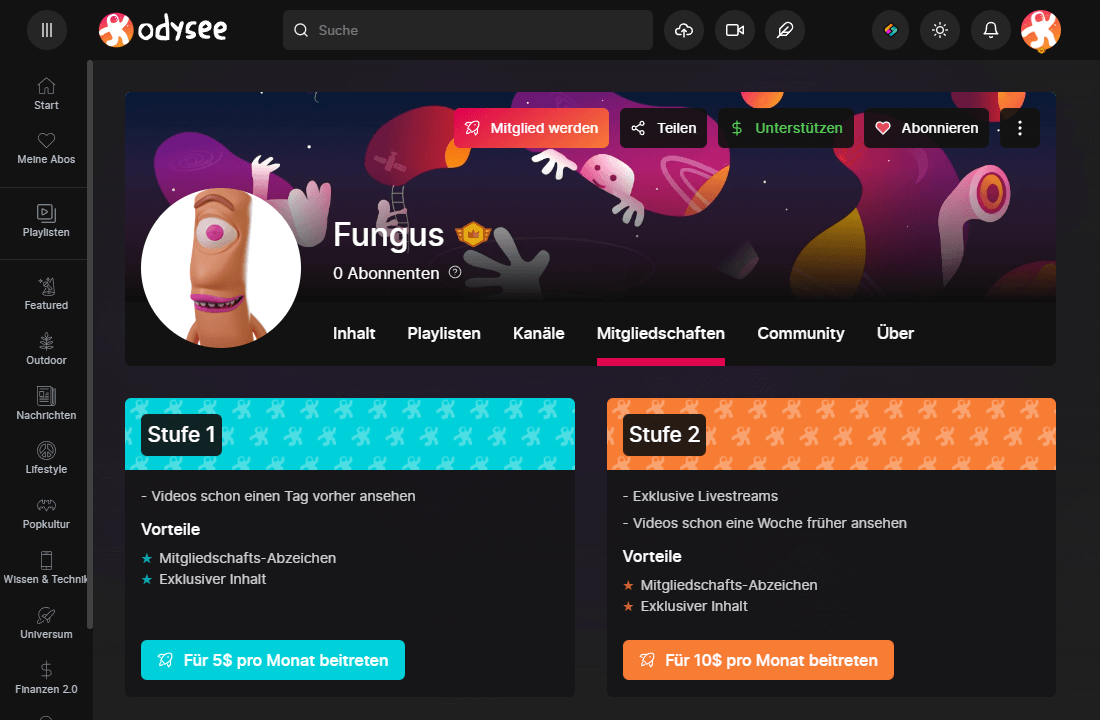 odysee
Suche
Start
Meine Abos
Playlisten
Featured
Outdoor
Nachrichten
Lifestyle
Popkultur
Wissen & Technik
Universum
Finanzen 2.0
Mitglied werden
Teilen
Unterstützen
Abonnieren
Fungus
0 Abonnenten
Inhalt
Playlisten
Kanäle
Mitgliedschaften
Community
Über
Stufe 1
- Videos schon einen Tag vorher ansehen
Vorteile
Mitgliedschafts-Abzeichen
Exklusiver Inhalt
Für 5$ pro Monat beitreten
Stufe 2
- Exklusive Livestreams
- Videos schon eine Woche früher ansehen
Vorteile
Mitgliedschafts-Abzeichen
Exklusiver Inhalt
Für 10$ pro Monat beitreten